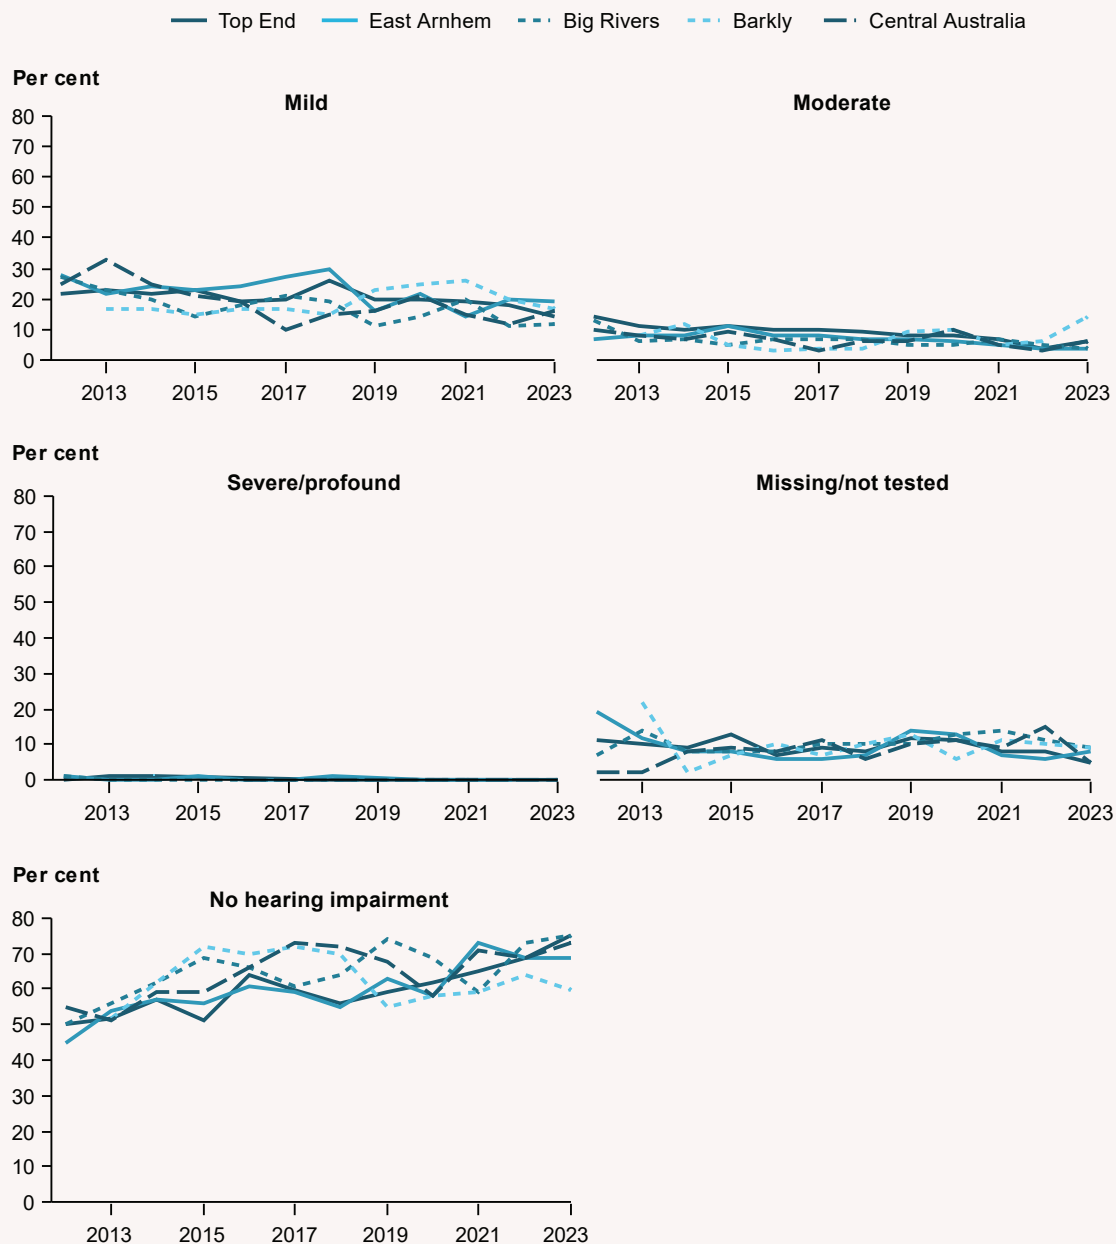 Top End East Arnhem Big Rivers Barkly Central Australia
Per cent
Mild
Moderate
80
70
60
50
40
30
20
10
0
2013 2015 2017 2019 2021 2023
2013 2015 2017 2019 2021 2023
Per cent
Severe/profound
Missing/not tested
80
70
60
50
40
30
20
10
0
2013 2015 2017 2019 2021 2023
2013 2015 2017 2019 2021 2023
Per cent
No hearing impairment
80
70
60
50
40
30
20
10
0
2013 2015 2017 2019 2021 2023